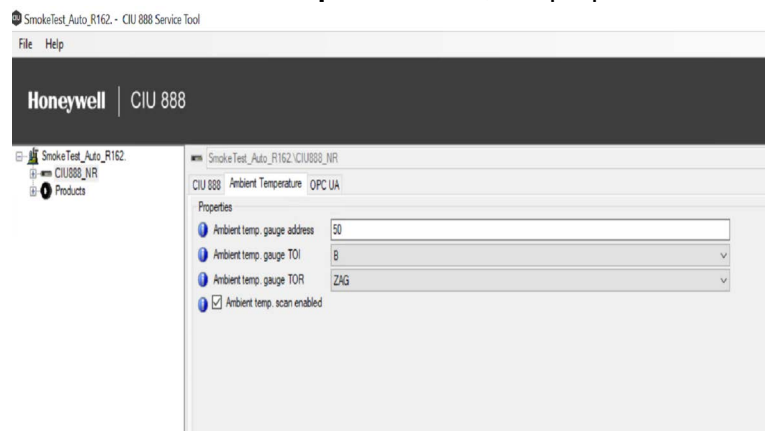 SmokeTest_Auto_R162. - CIU 888 Service Tool
File Help
Honeywell | CIU 888
SmokeTest_Auto_R162.
CIU888_NR
Products
SmokeTest_Auto_R162.\CIU888_NR
CIU 888 Ambient Temperature OPC UA
Properties
Ambient temp. gauge address 50
Ambient temp. gauge TOI B
Ambient temp. gauge TOR ZAG
Ambient temp. scan enabled